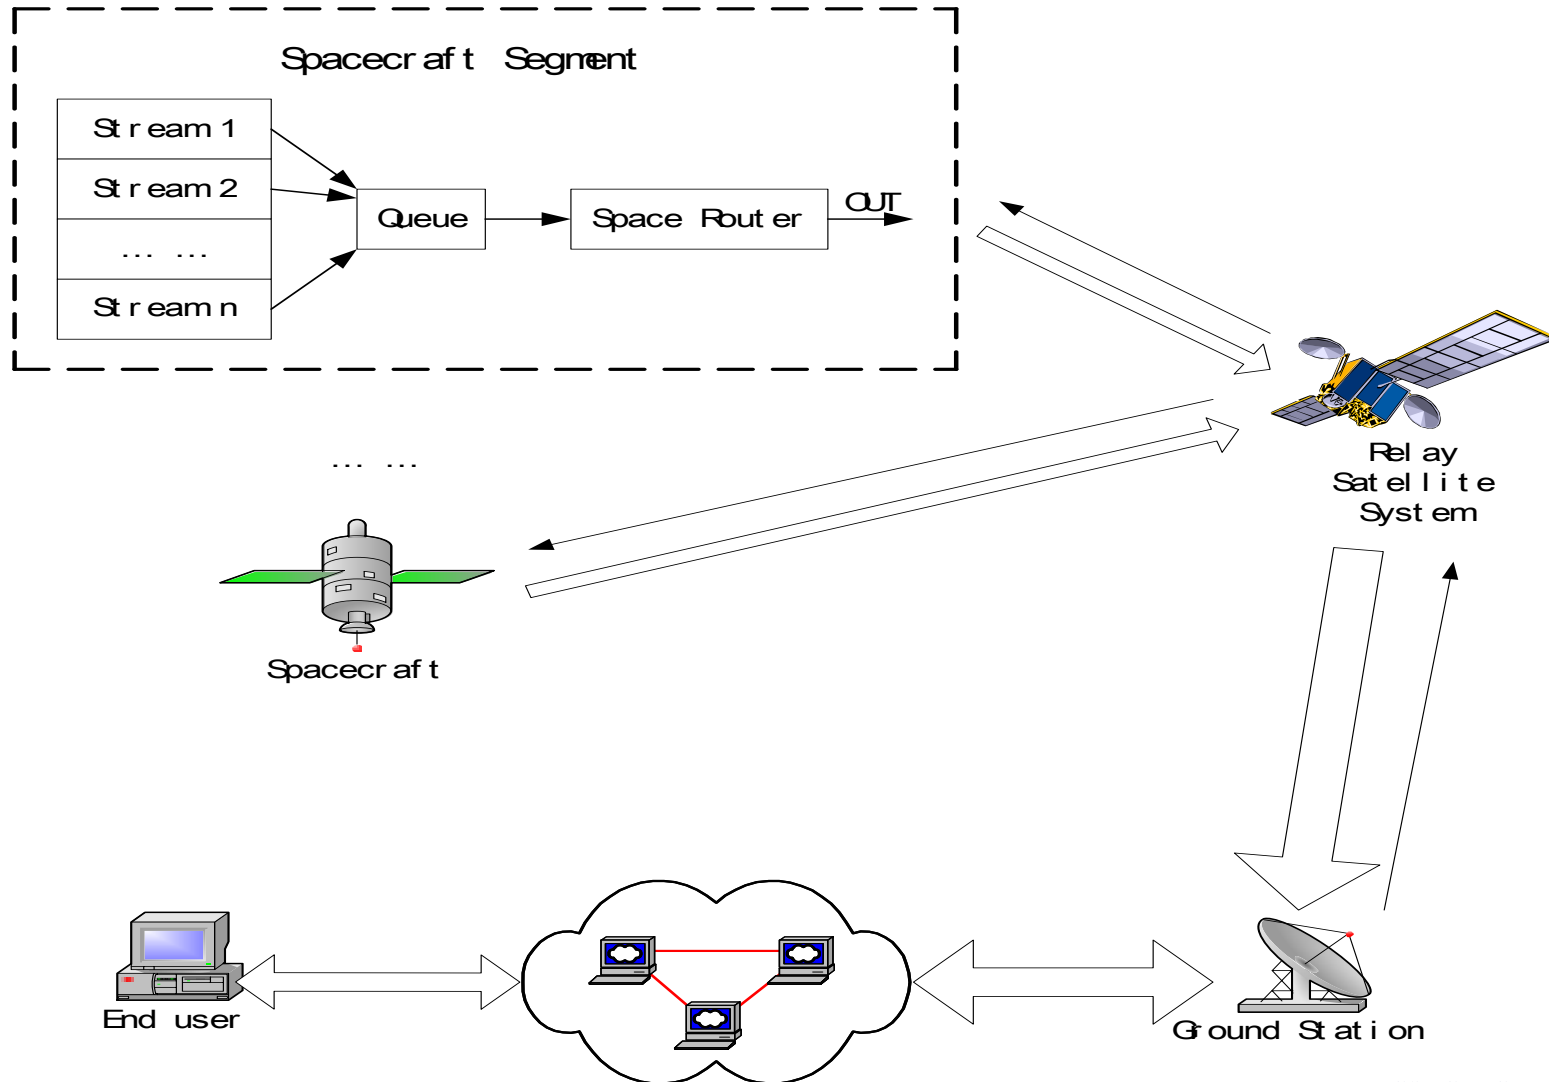 Spacecraft Segment
Stream 1
Stream 2
... ...
Stream n
Queue
Space Router
OUT
Relay
Satellite
System
... ...
Spacecraft
End user
Ground Station